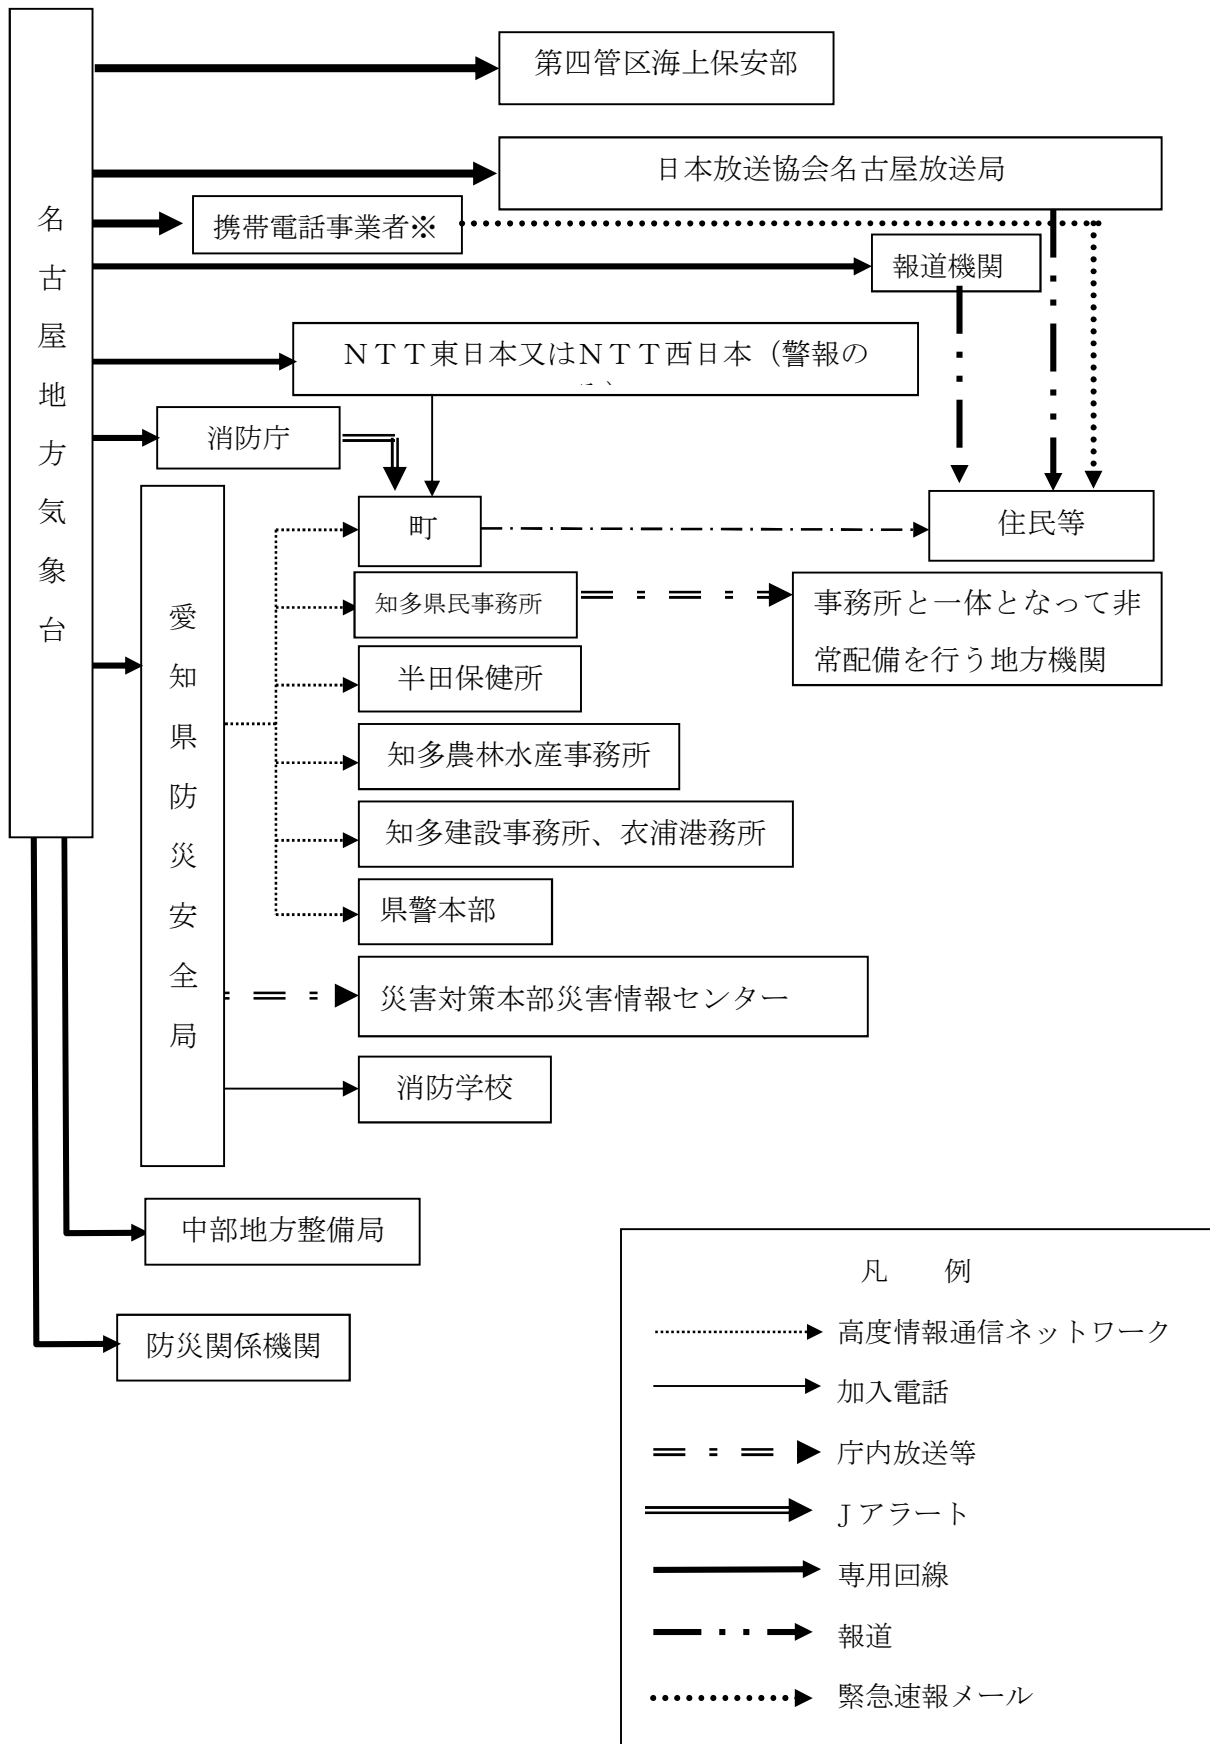 名古屋地方気象台
第四管区海上保安部
日本放送協会名古屋放送局
携帯電話事業者※
報道機関
ＮＴＴ東日本又はＮＴＴ西日本（警報の
消防庁
町
住民等
愛知県防災安全局
知多県民事務所
事務所と一体となって非
常配備を行う地方機関
半田保健所
知多農林水産事務所
知多建設事務所、衣浦港務所
県警本部
災害対策本部災害情報センター
消防学校
中部地方整備局
防災関係機関
凡　例
高度情報通信ネットワーク
加入電話
庁内放送等
Ｊアラート
専用回線
報道
緊急速報メール